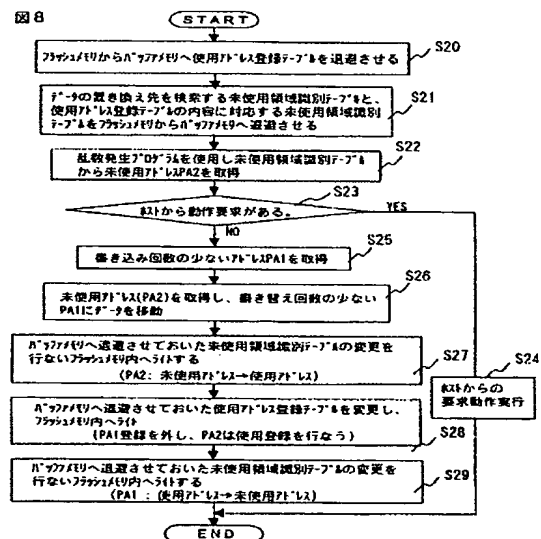 図8
START
S20
フラッシュメモリからバッファメモリへ使用アドレス登録テーブルを退避させる
S21
データの置き換え先を検索する未使用領域識別テーブルと、
使用アドレス登録テーブルの内容に対応する未使用領域識別
テーブルをフラッシュメモリからバッファメモリへ退避させる
S22
乱数発生プログラムを使用し未使用領域識別テーブル
から未使用アドレスPA2を取得
S23
ホストから動作要求がある。
YES
NO
S25
書き込み回数の少ないアドレスPA1を取得
S26
未使用アドレス(PA2)を取得し、書き替え回数の少ない
PA1にデータを移動
S27
バッファメモリへ退避させておいた未使用領域識別テーブルの変更を
行ないフラッシュメモリ内へライトする
(PA2: 未使用アドレス→使用アドレス)
S24
ホストからの
要求動作実行
S28
バッファメモリへ退避させておいた使用アドレス登録テーブルを変更し、
フラッシュメモリ内へライト
(PA1登録を外し、PA2は使用登録を行なう)
S29
バッファメモリへ退避させておいた未使用領域識別テーブルの変更を
行ないフラッシュメモリ内へライトする
(PA1 : 使用アドレス→未使用アドレス)
END